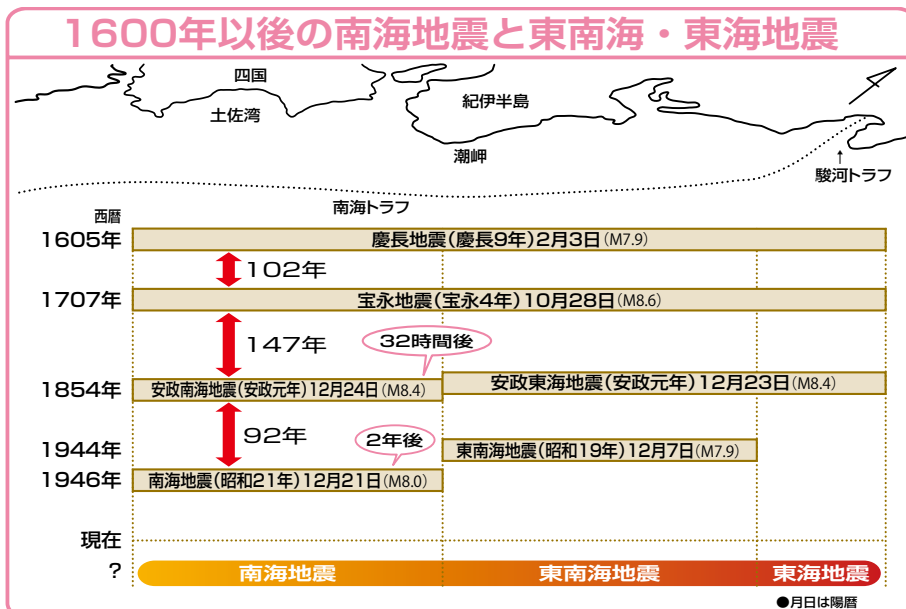 1600年以後の南海地震と東南海・東海地震
四国
土佐湾
紀伊半島
潮岬
駿河トラフ
南海トラフ
西暦
1605年
慶長地震(慶長9年)2月3日(M7.9)
102年
1707年
宝永地震(宝永4年)10月28日(M8.6)
147年
32時間後
1854年
安政南海地震(安政元年)12月24日(M8.4)
安政東海地震(安政元年)12月23日(M8.4)
92年
2年後
1944年
東南海地震(昭和19年)12月7日(M7.9)
1946年
南海地震(昭和21年)12月21日(M8.0)
現在
?
南海地震
東南海地震
東海地震
●月日は陽暦